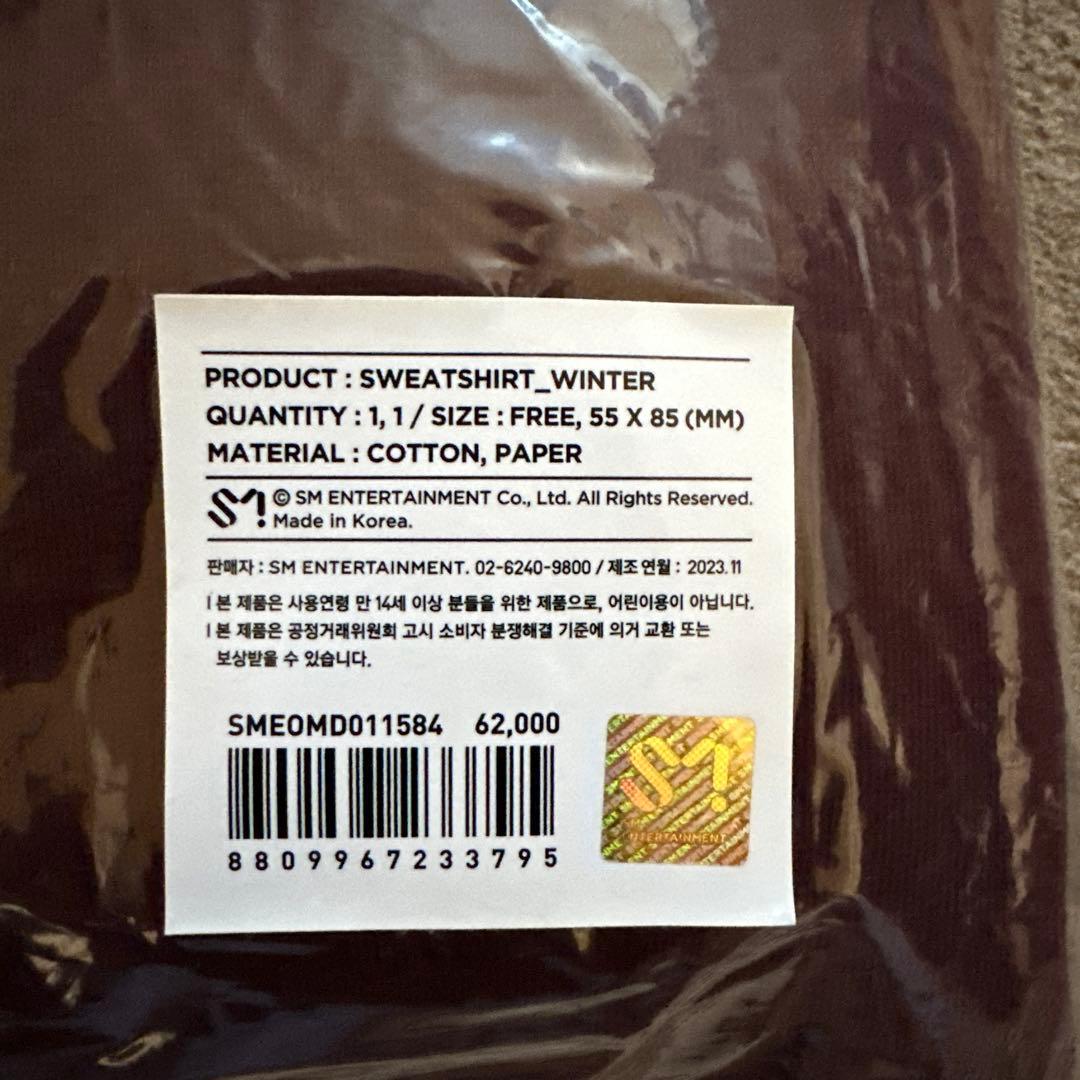 PRODUCT : SWEATSHIRT_WINTER
QUANTITY : 1, 1 / SIZE : FREE, 55 X 85 (MM)
MATERIAL : COTTON, PAPER
SM! © SM ENTERTAINMENT Co., Ltd. All Rights Reserved.
Made in Korea.
판매자 : SM ENTERTAINMENT. 02-6240-9800 / 제조 연월 : 2023.11
l 본 제품은 사용연령 만 14세 이상 분들을 위한 제품으로, 어린이용이 아닙니다.
l 본 제품은 공정거래위원회 고시 소비자 분쟁해결 기준에 의거 교환 또는
보상받을 수 있습니다.
SMEOMD011584 62,000
8809967233795
SM!
SM
ENTERTAINMENT